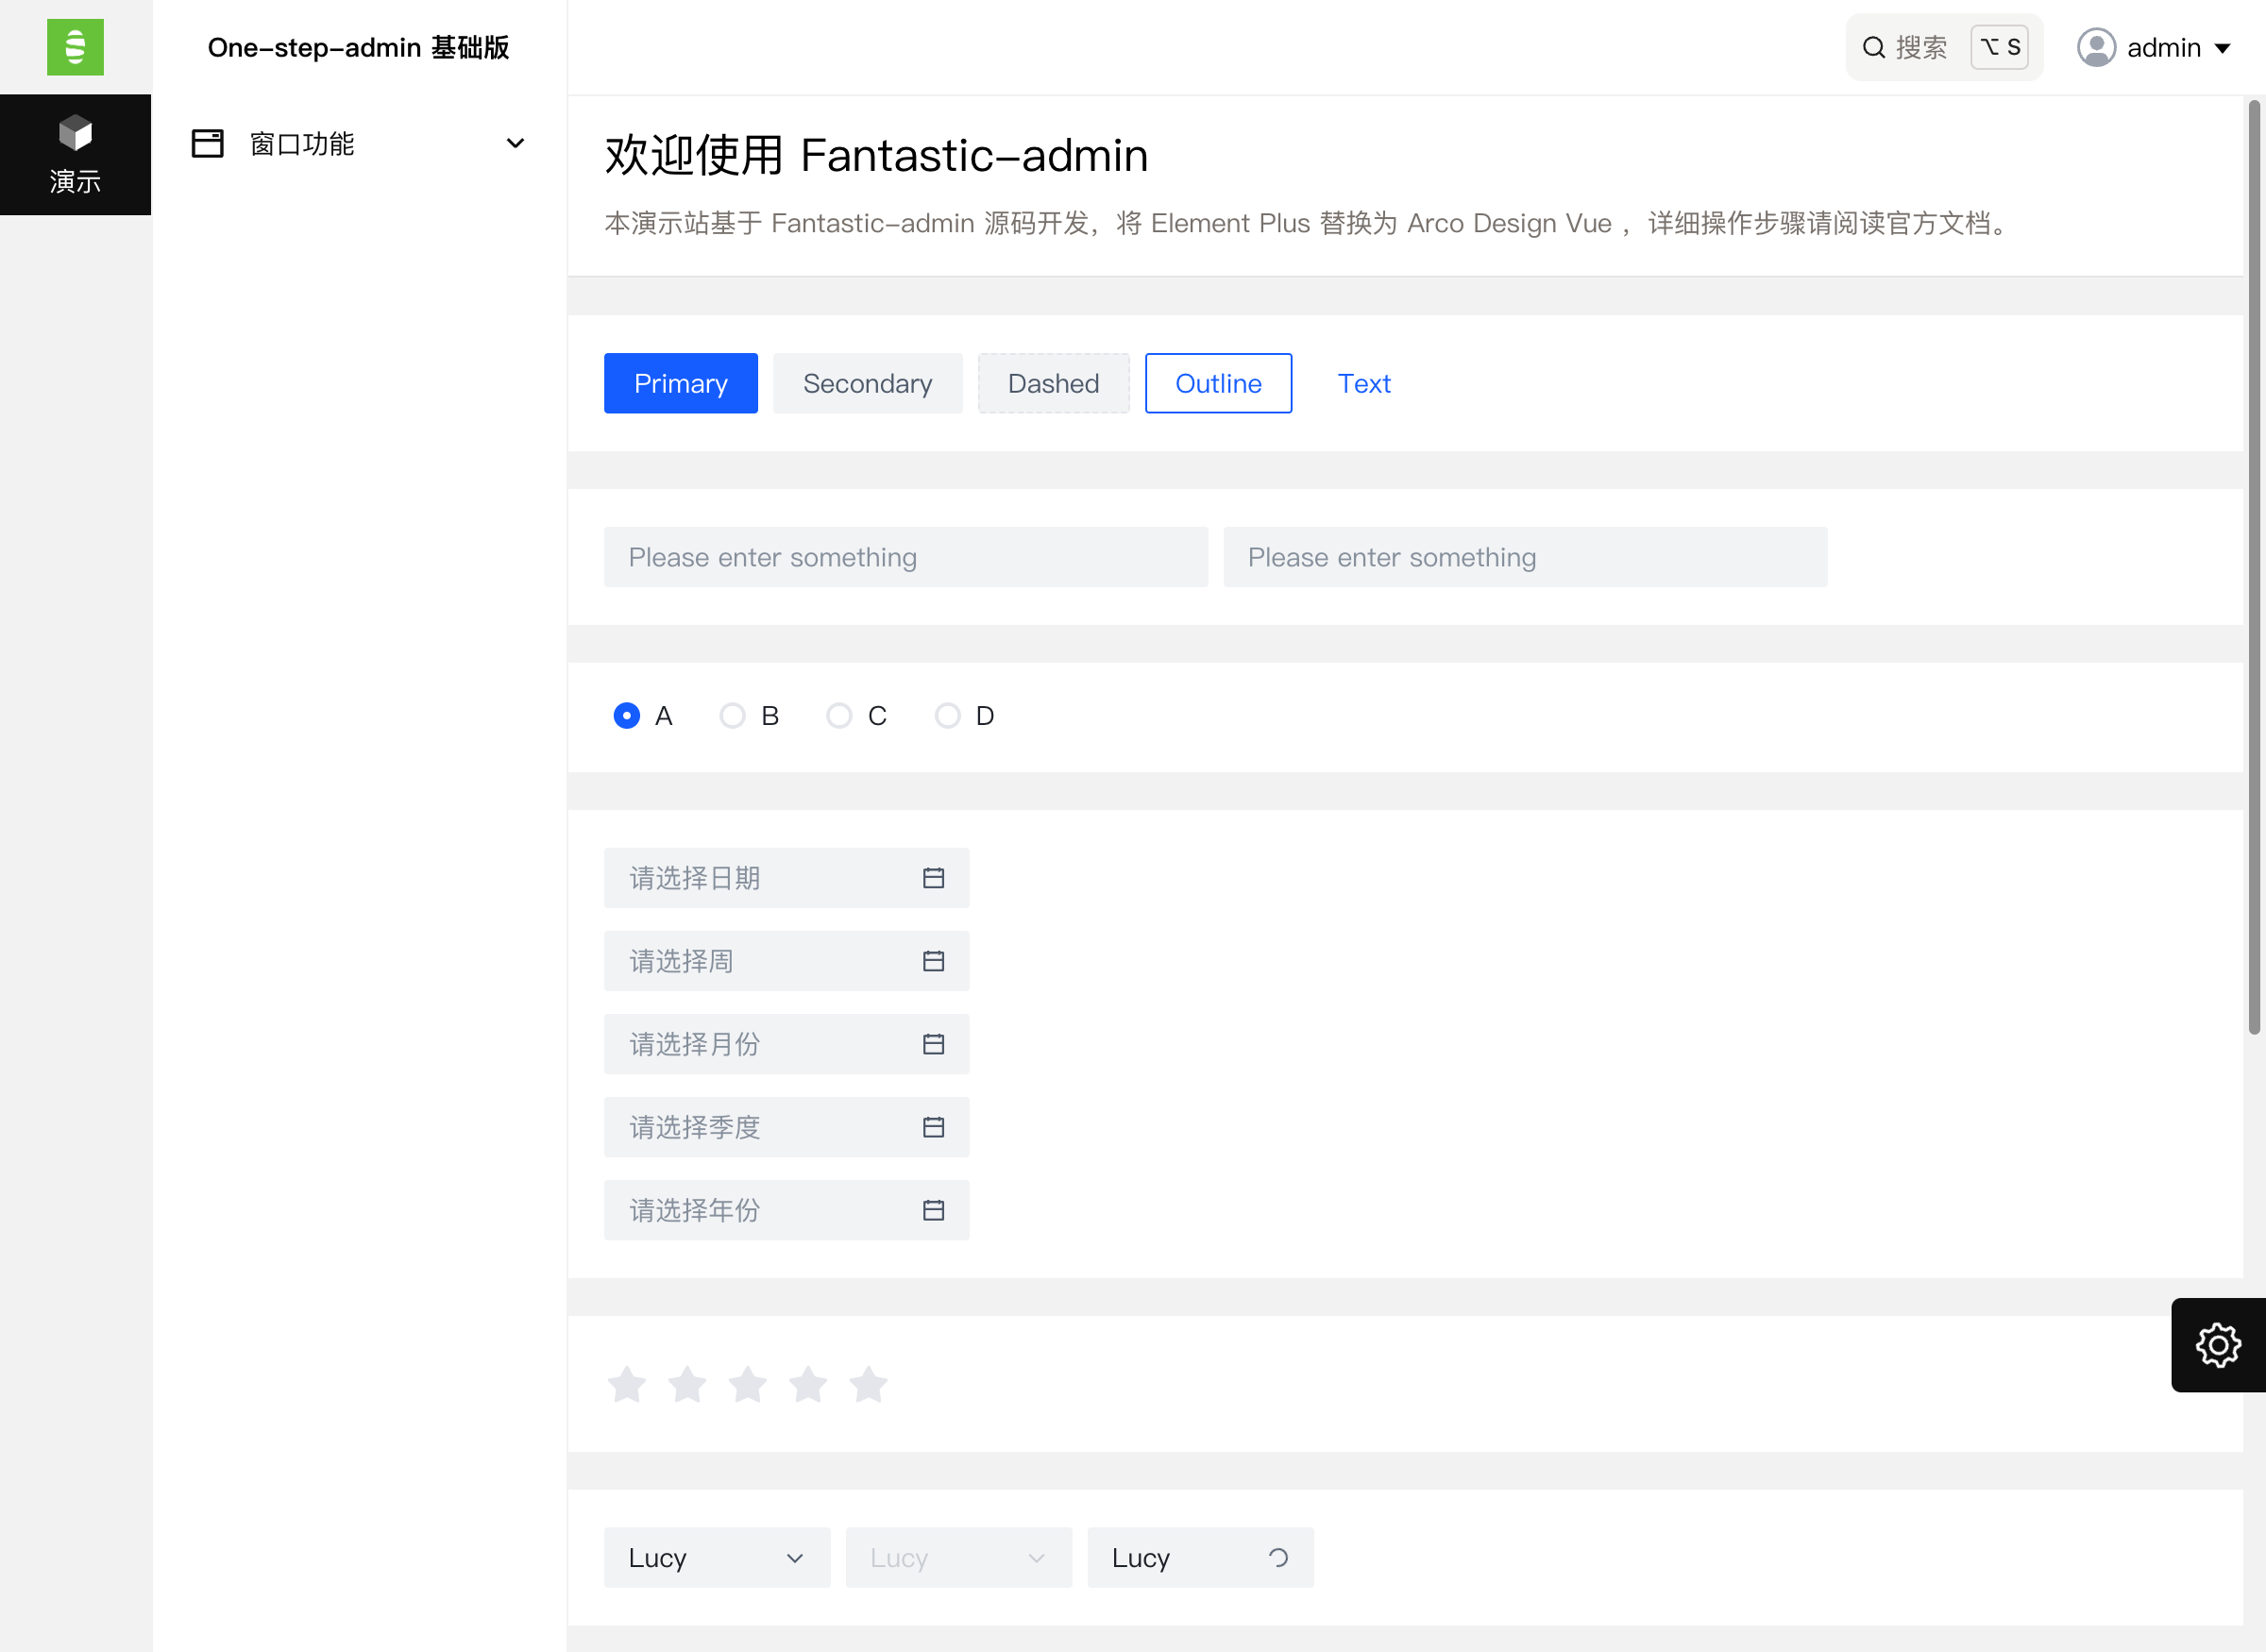 One-step-admin 基础版
搜索 ⌥ S
admin
演示
窗口功能
欢迎使用 Fantastic-admin
本演示站基于 Fantastic-admin 源码开发，将 Element Plus 替换为 Arco Design Vue ，详细操作步骤请阅读官方文档。
Primary Secondary Dashed Outline Text
Please enter something Please enter something
A B C D
请选择日期
请选择周
请选择月份
请选择季度
请选择年份
Lucy Lucy Lucy